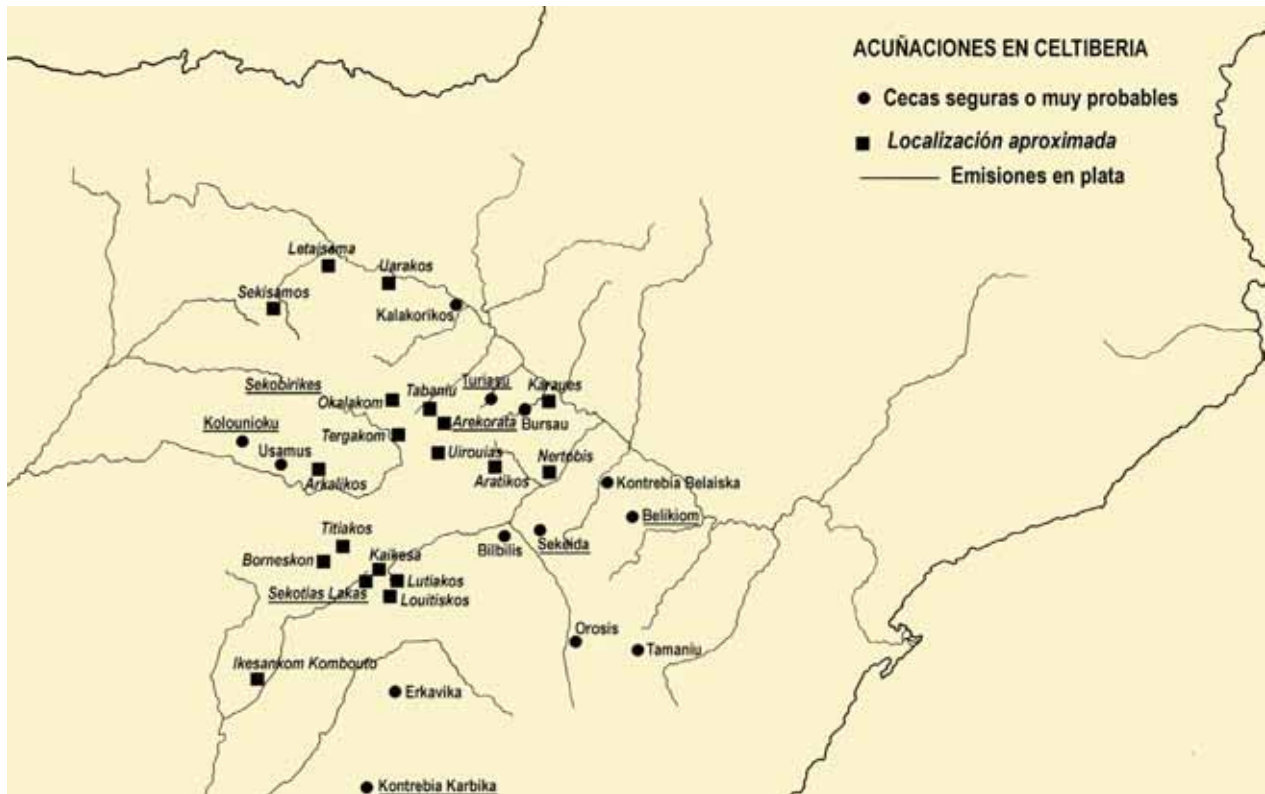 ACUÑACIONES EN CELTIBERIA
Cecas seguras o muy probables
Localización aproximada
Emisiones en plata
Letaisama
Uarakos
Sekisamos
Kalakorikos
Sekobirikes
Okalakom
Tabaniu
Turiasu
Karaues
Kolounioku
Tergakom
Arekorata
Bursau
Usamus
Arkalikos
Uirouias
Aratikos
Nertobis
Kontrebia Belaiska
Belikiom
Titiakos
Borneskon
Kaikesa
Bilbilis
Sekeida
Sekotias Lakas
Lutiakos
Louitiskos
Orosis
Tamaniu
Ikesankom Kombouto
Erkavika
Kontrebia Karbika